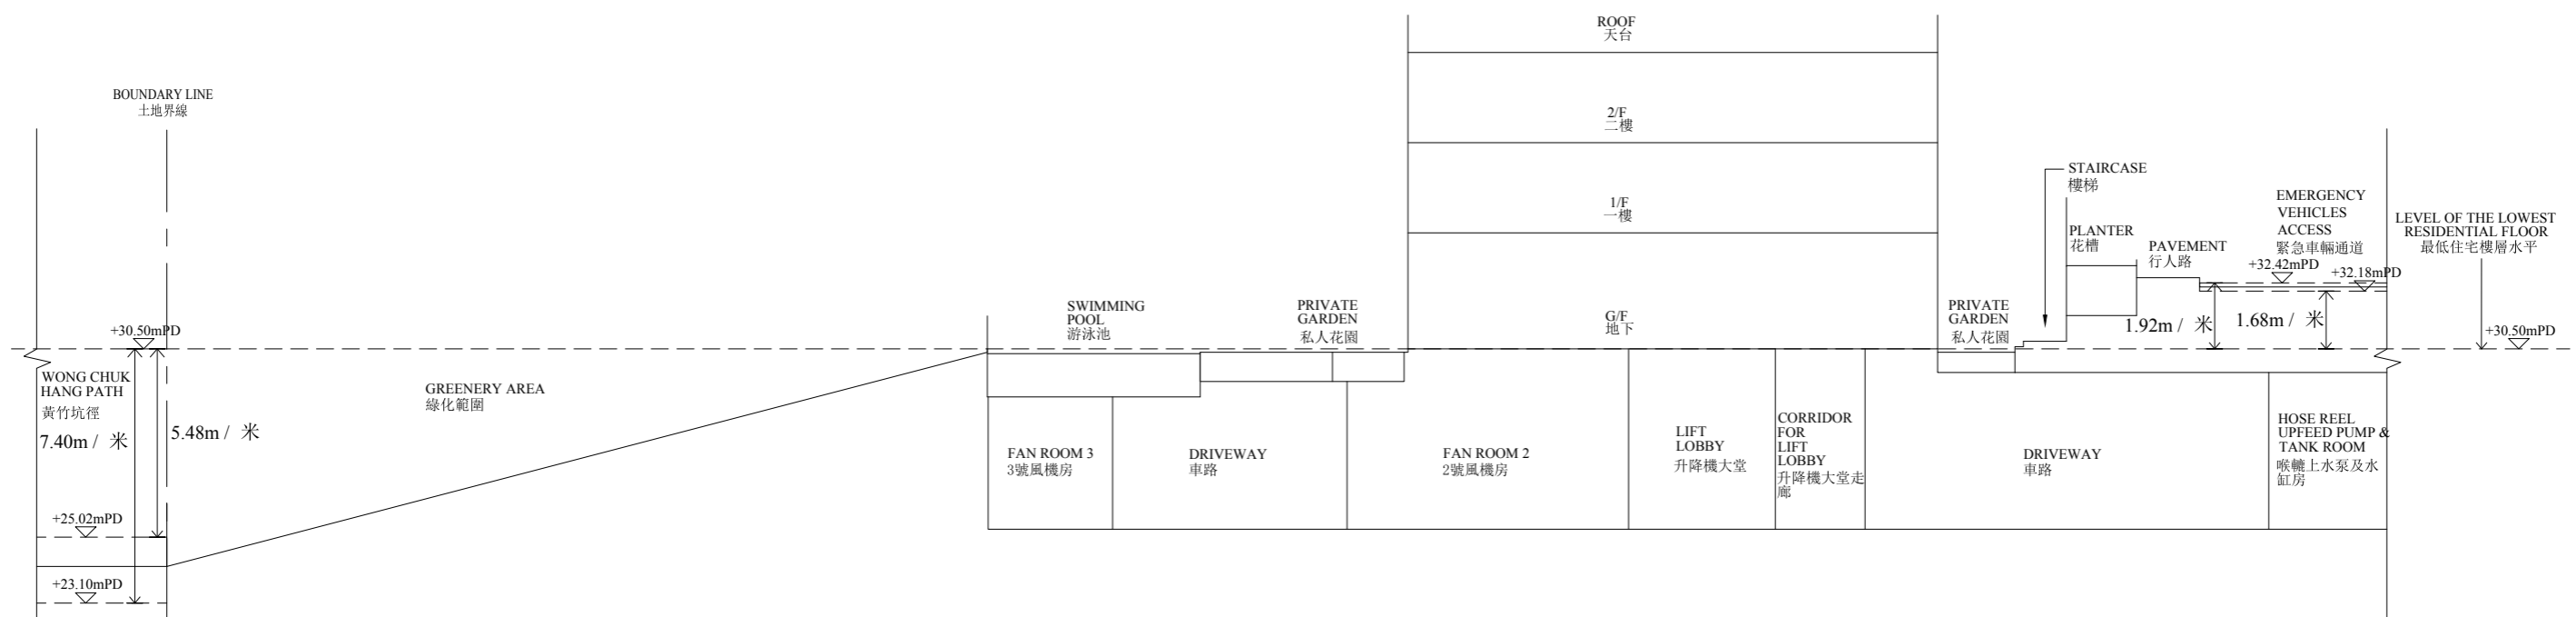 ROOF
天台
BOUNDARY LINE
土地界線
2/F
二樓
1/F
一樓
G/F
地下
STAIRCASE
樓梯
PLANTER
花槽
PAVEMENT
行人路
EMERGENCY
VEHICLES
ACCESS
緊急車輛通道
+32.42mPD
+32.18mPD
LEVEL OF THE LOWEST
RESIDENTIAL FLOOR
最低住宅樓層水平
+30.50mPD
+30.50mPD
SWIMMING
POOL
游泳池
PRIVATE
GARDEN
私人花園
PRIVATE
GARDEN
私人花園
1.92m / 米
1.68m / 米
WONG CHUK
HANG PATH
黃竹坑徑
7.40m / 米
5.48m / 米
GREENERY AREA
綠化範圍
+25.02mPD
+23.10mPD
FAN ROOM 3
3號風機房
DRIVEWAY
車路
FAN ROOM 2
2號風機房
LIFT
LOBBY
升降機大堂
CORRIDOR
FOR
LIFT
LOBBY
升降機大堂走
廊
DRIVEWAY
車路
HOSE REEL
UPFEED PUMP &
TANK ROOM
喉轆上水泵及水
缸房